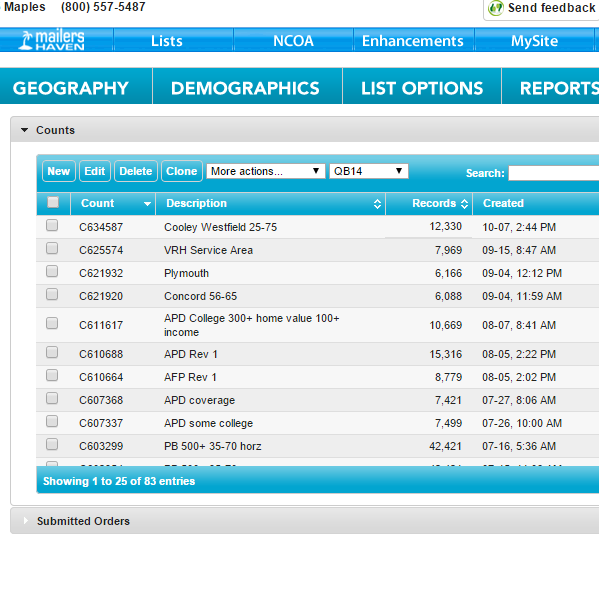 Maples (800) 557-5487 Send feedback
mailers HAVEN Lists NCOA Enhancements MySite
GEOGRAPHY DEMOGRAPHICS LIST OPTIONS REPORTS
Counts
New Edit Delete Clone More actions... QB14 Search:
Count Description Records Created
C634587 Cooley Westfield 25-75 12,330 10-07, 2:44 PM
C625574 VRH Service Area 7,969 09-15, 8:47 AM
C621932 Plymouth 6,166 09-04, 12:12 PM
C621920 Concord 56-65 6,088 09-04, 11:59 AM
C611617 APD College 300+ home value 100+ income 10,669 08-07, 8:41 AM
C610688 APD Rev 1 15,316 08-05, 2:22 PM
C610664 AFP Rev 1 8,779 08-05, 2:02 PM
C607368 APD coverage 7,421 07-27, 8:06 AM
C607337 APD some college 7,499 07-26, 10:00 AM
C603299 PB 500+ 35-70 horz 42,421 07-16, 5:36 AM
Showing 1 to 25 of 83 entries
Submitted Orders